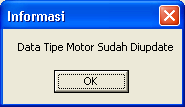 Informasi
Data Tipe Motor Sudah Diupdate
OK